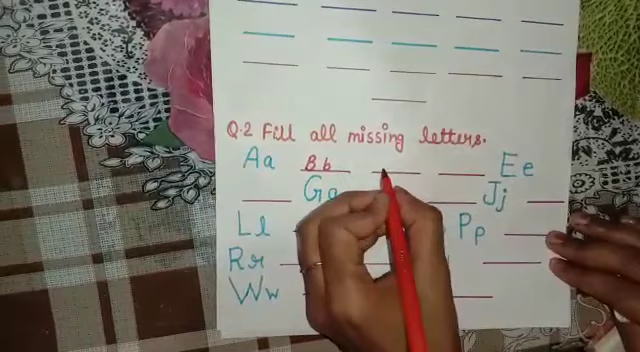 Q.2 Fill all missing letters.
Aa Bb Ee
Gg Jj
Ll Pp
Rr
Ww